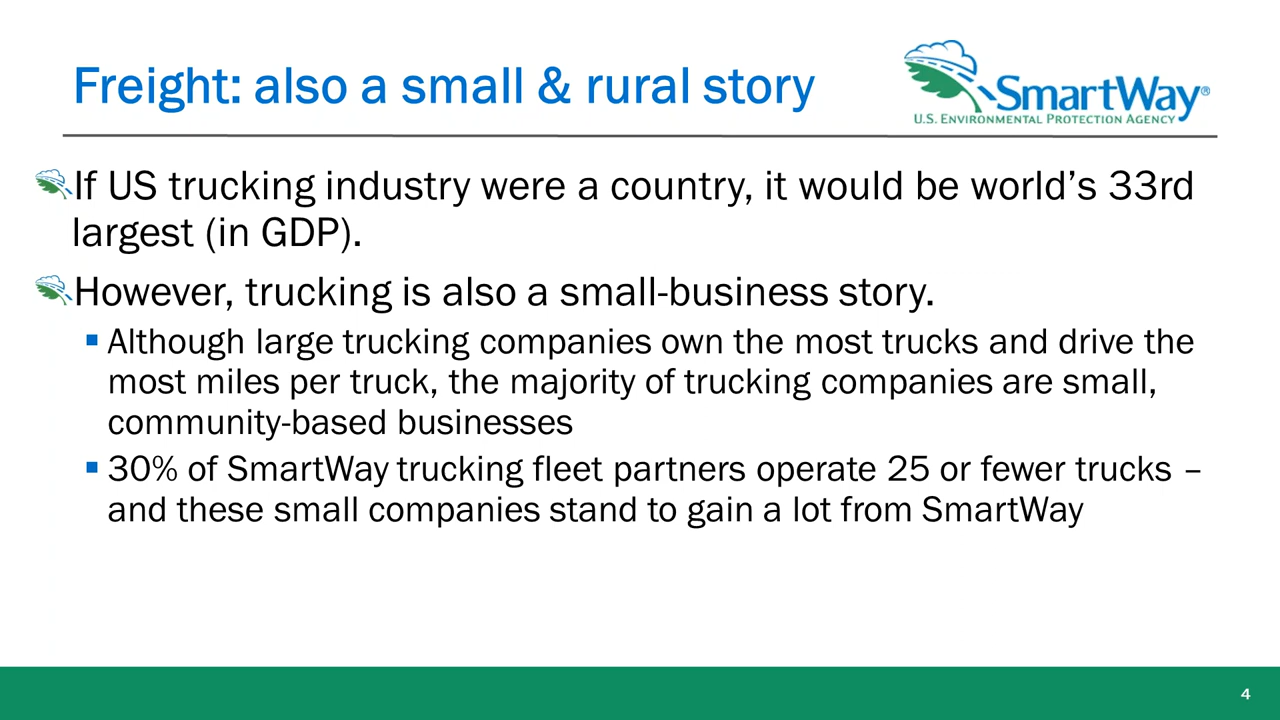 Freight: also a small & rural story
SmartWay®
U.S. ENVIRONMENTAL PROTECTION AGENCY
If US trucking industry were a country, it would be world’s 33rd
largest (in GDP).
However, trucking is also a small-business story.
Although large trucking companies own the most trucks and drive the
most miles per truck, the majority of trucking companies are small,
community-based businesses
30% of SmartWay trucking fleet partners operate 25 or fewer trucks –
and these small companies stand to gain a lot from SmartWay
4